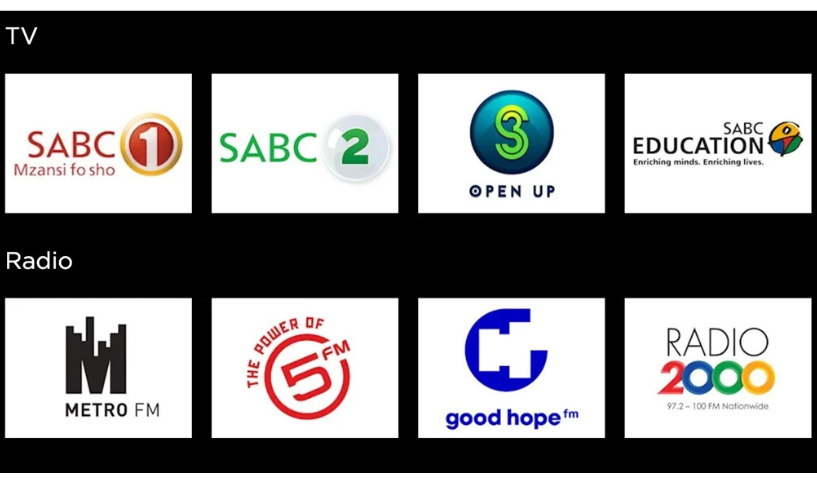 TV
SABC 1
Mzansi fo sho
SABC 2
S3
OPEN UP
SABC
EDUCATION
Enriching minds. Enriching lives.
Radio
METRO FM
THE POWER OF
5FM
good hope fm
RADIO
2000
97.2 – 100 FM Nationwide